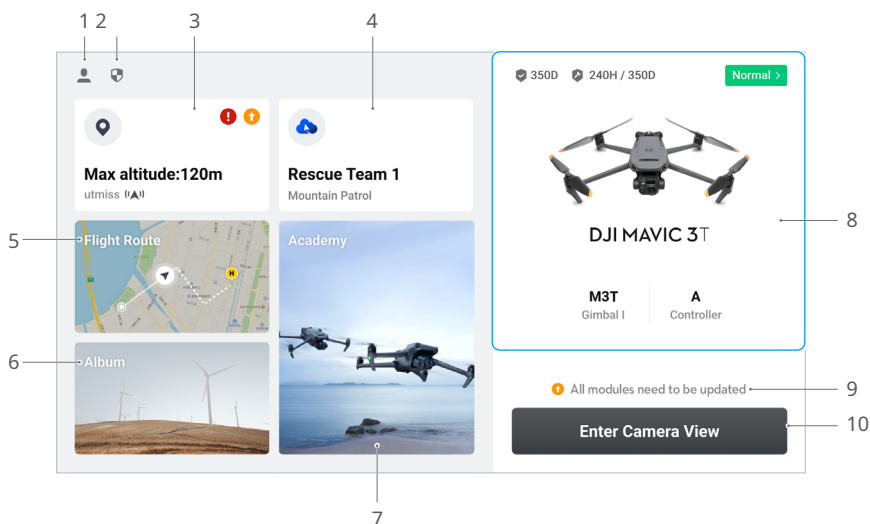 1 2 3 4
350D 240H / 350D Normal >
Max altitude:120m
utmiss
Rescue Team 1
Mountain Patrol
5 Flight Route
Academy
8
DJI MAVIC 3T
M3T A
Gimbal I Controller
H
6 Album
All modules need to be updated 9
Enter Camera View 10
7